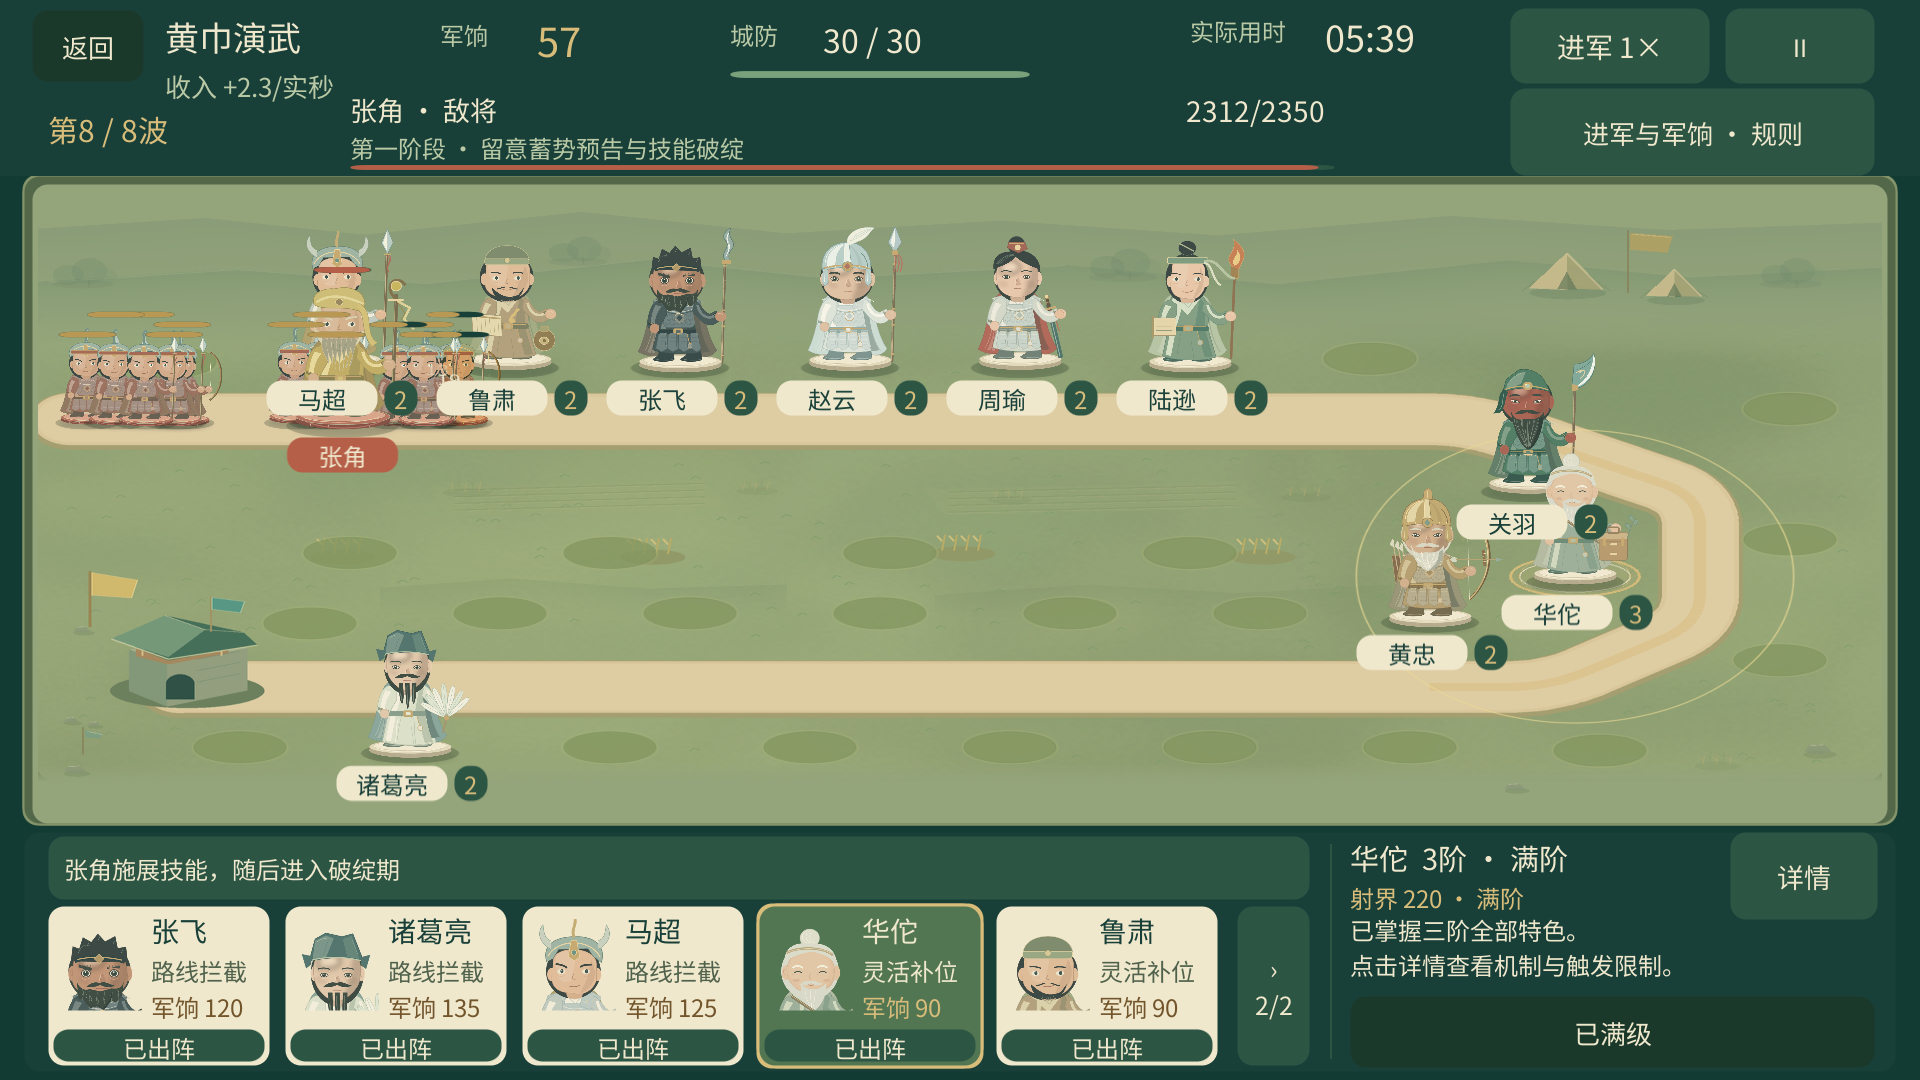 返回
黄巾演武
收入 +2.3/实秒
军饷 57
城防 30 / 30
实际用时 05:39
进军 1×
II
第8 / 8波
张角 · 敌将
2312/2350
第一阶段 · 留意蓄势预告与技能破绽
进军与军饷 · 规则
马超 2
鲁肃 2
张飞 2
赵云 2
周瑜 2
陆逊 2
张角
关羽 2
华佗 3
黄忠 2
诸葛亮 2
张角施展技能，随后进入破绽期
张飞
路线拦截
军饷 120
已出阵
诸葛亮
路线拦截
军饷 135
已出阵
马超
路线拦截
军饷 125
已出阵
华佗
灵活补位
军饷 90
已出阵
鲁肃
灵活补位
军饷 90
已出阵
›
2/2
华佗 3阶 · 满阶
射界 220 · 满阶
已掌握三阶全部特色。
点击详情查看机制与触发限制。
详情
已满级